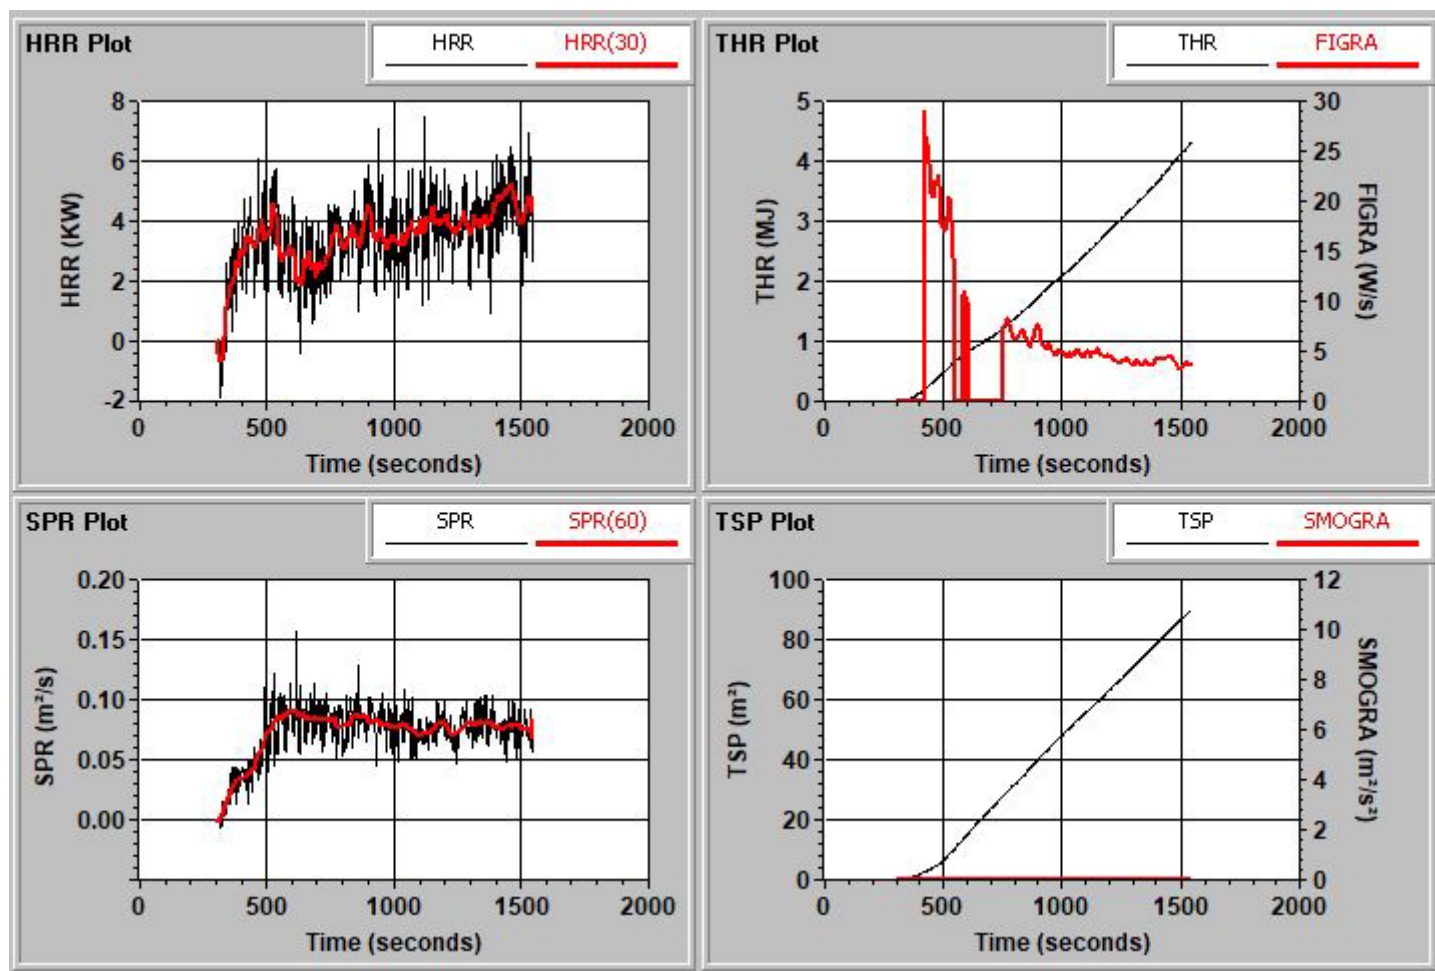 HRR Plot
HRR HRR(30)
8
6
4
2
0
-2
HRR (KW)
0 500 1000 1500 2000
Time (seconds)
THR Plot
THR FIGRA
5
4
3
2
1
0
THR (MJ)
30
25
20
15
10
5
0
FIGRA (W/s)
0 500 1000 1500 2000
Time (seconds)
SPR Plot
SPR SPR(60)
0.20
0.15
0.10
0.05
0.00
SPR (m²/s)
0 500 1000 1500 2000
Time (seconds)
TSP Plot
TSP SMOGRA
100
80
60
40
20
0
TSP (m²)
12
10
8
6
4
2
0
SMOGRA (m²/s²)
0 500 1000 1500 2000
Time (seconds)